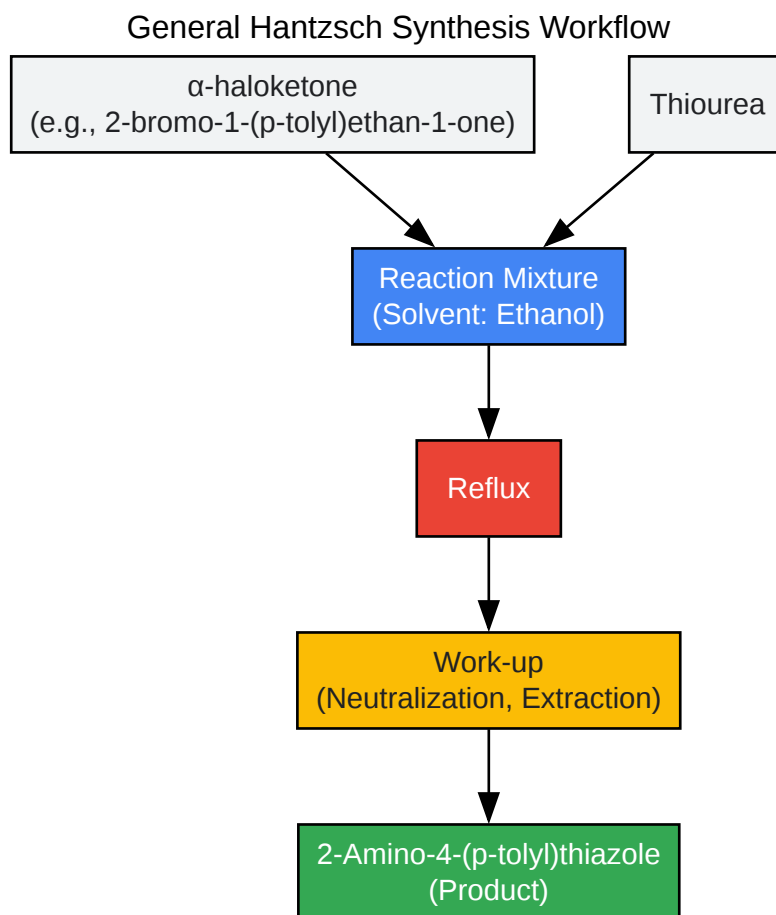 General Hantzsch Synthesis Workflow
α-haloketone
(e.g., 2-bromo-1-(p-tolyl)ethan-1-one)
Thiourea
Reaction Mixture
(Solvent: Ethanol)
Reflux
Work-up
(Neutralization, Extraction)
2-Amino-4-(p-tolyl)thiazole
(Product)